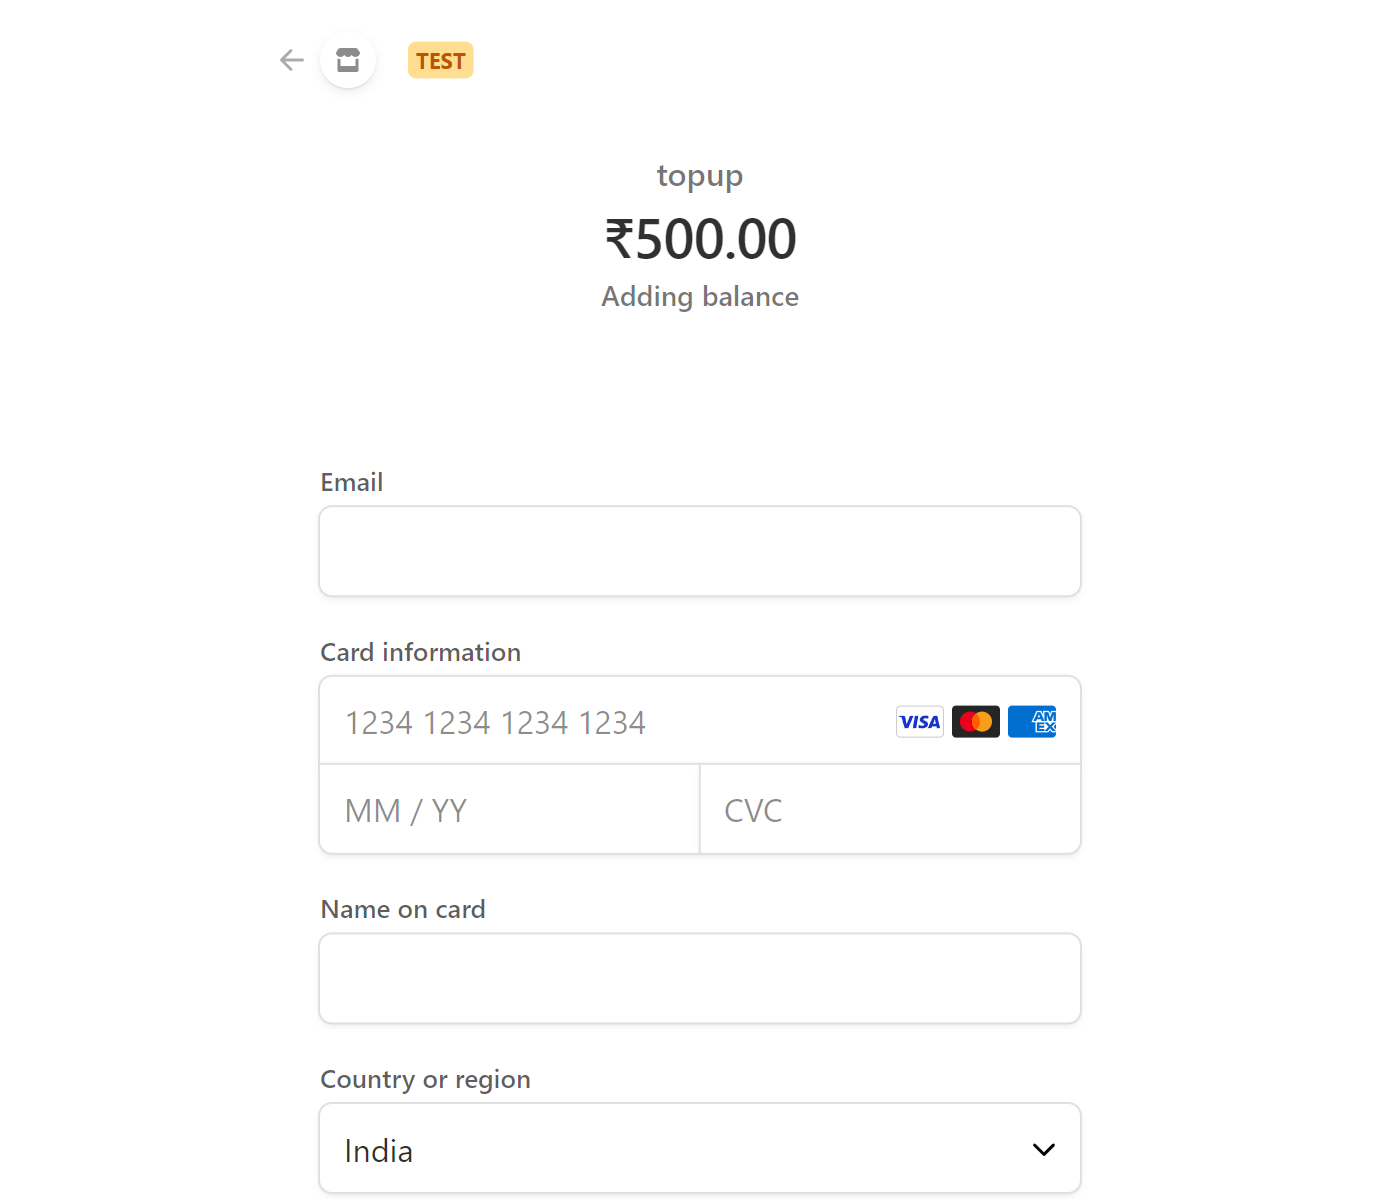 TEST
topup
₹500.00
Adding balance
Email
Card information
1234 1234 1234 1234
VISA
AM
EX
MM / YY
CVC
Name on card
Country or region
India